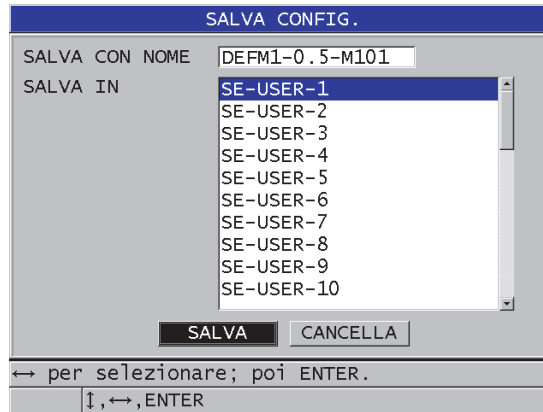 SALVA CONFIG.
SALVA CON NOME DEFM1-0.5-M101
SALVA IN SE-USER-1
SE-USER-2
SE-USER-3
SE-USER-4
SE-USER-5
SE-USER-6
SE-USER-7
SE-USER-8
SE-USER-9
SE-USER-10
SALVA CANCELLA
↔ per selezionare; poi ENTER.
↕,↔,ENTER